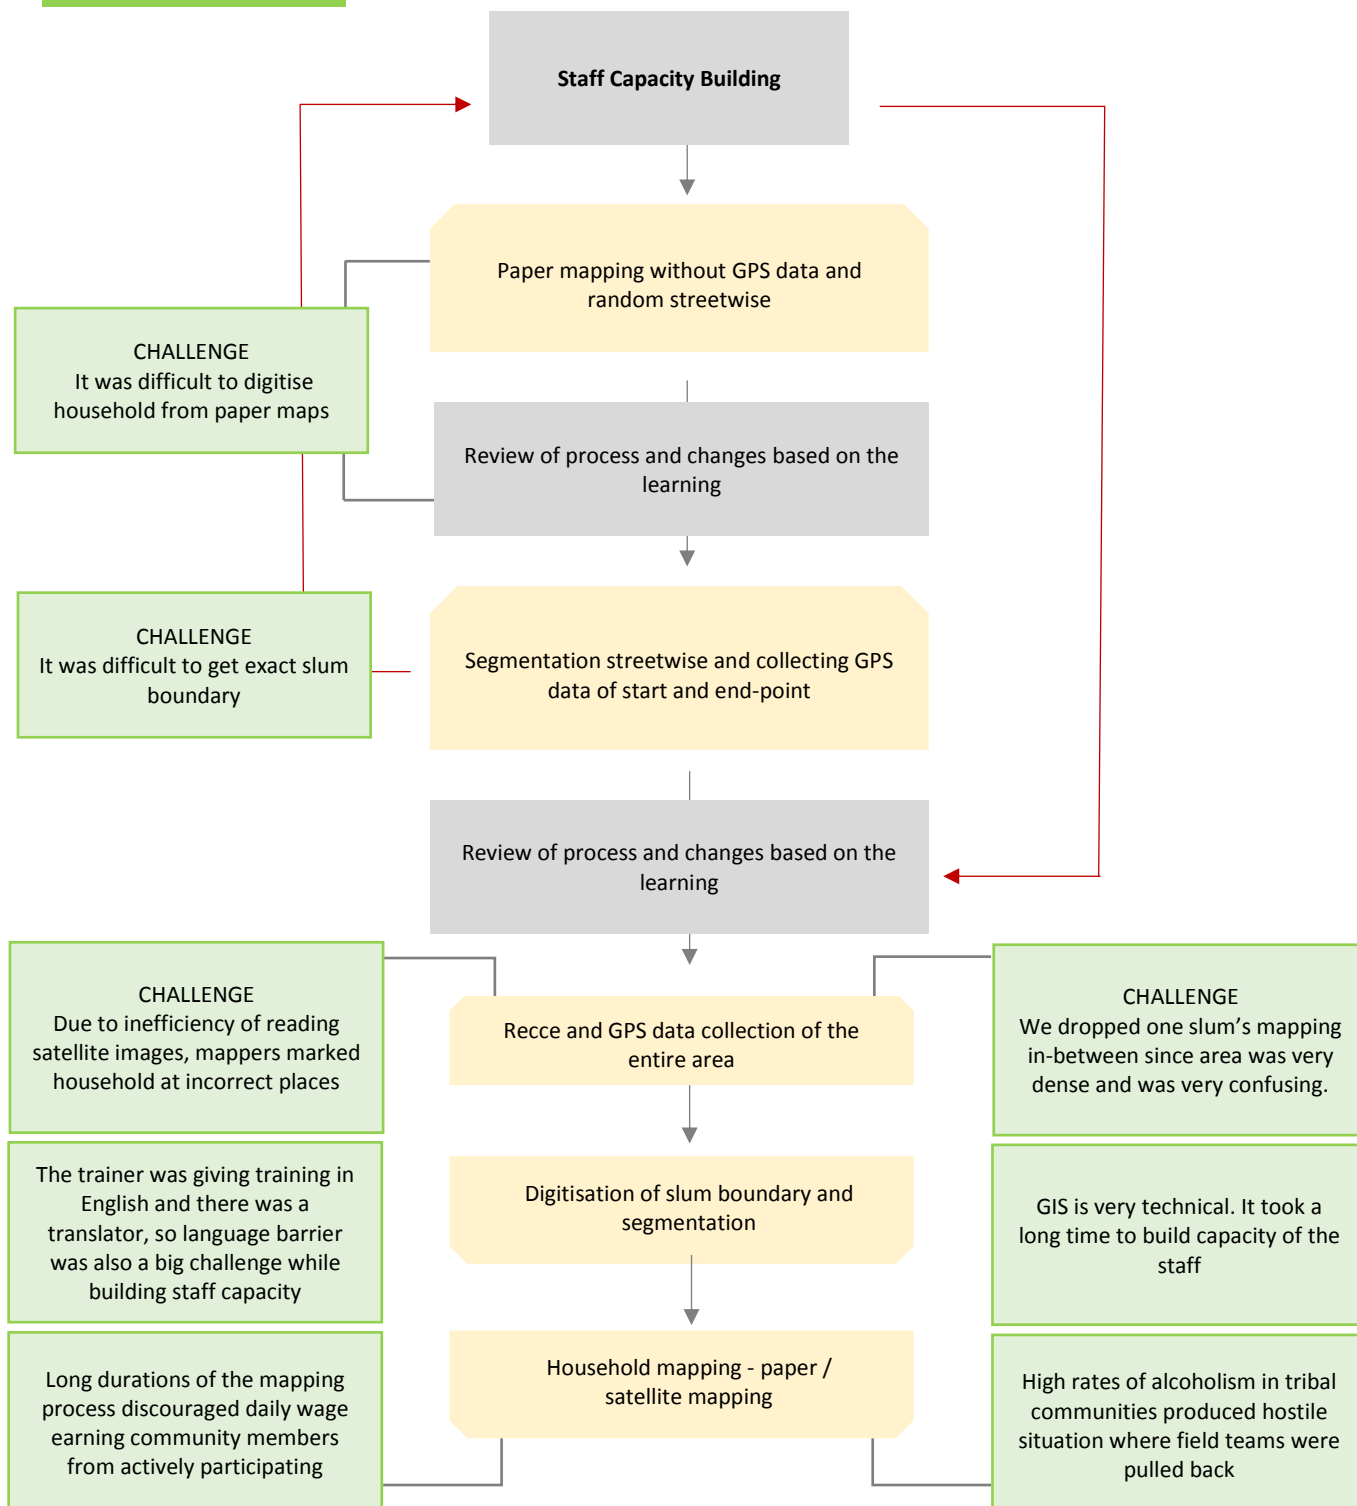 Staff Capacity Building
Paper mapping without GPS data and
random streetwise
CHALLENGE
It was difficult to digitise
household from paper maps
Review of process and changes based on the
learning
CHALLENGE
It was difficult to get exact slum
boundary
Segmentation streetwise and collecting GPS
data of start and end-point
Review of process and changes based on the
learning
CHALLENGE
Due to inefficiency of reading
satellite images, mappers marked
household at incorrect places
Recce and GPS data collection of the
entire area
CHALLENGE
We dropped one slum’s mapping
in-between since area was very
dense and was very confusing.
The trainer was giving training in
English and there was a
translator, so language barrier
was also a big challenge while
building staff capacity
Digitisation of slum boundary and
segmentation
GIS is very technical. It took a
long time to build capacity of the
staff
Long durations of the mapping
process discouraged daily wage
earning community members
from actively participating
Household mapping - paper /
satellite mapping
High rates of alcoholism in tribal
communities produced hostile
situation where field teams were
pulled back